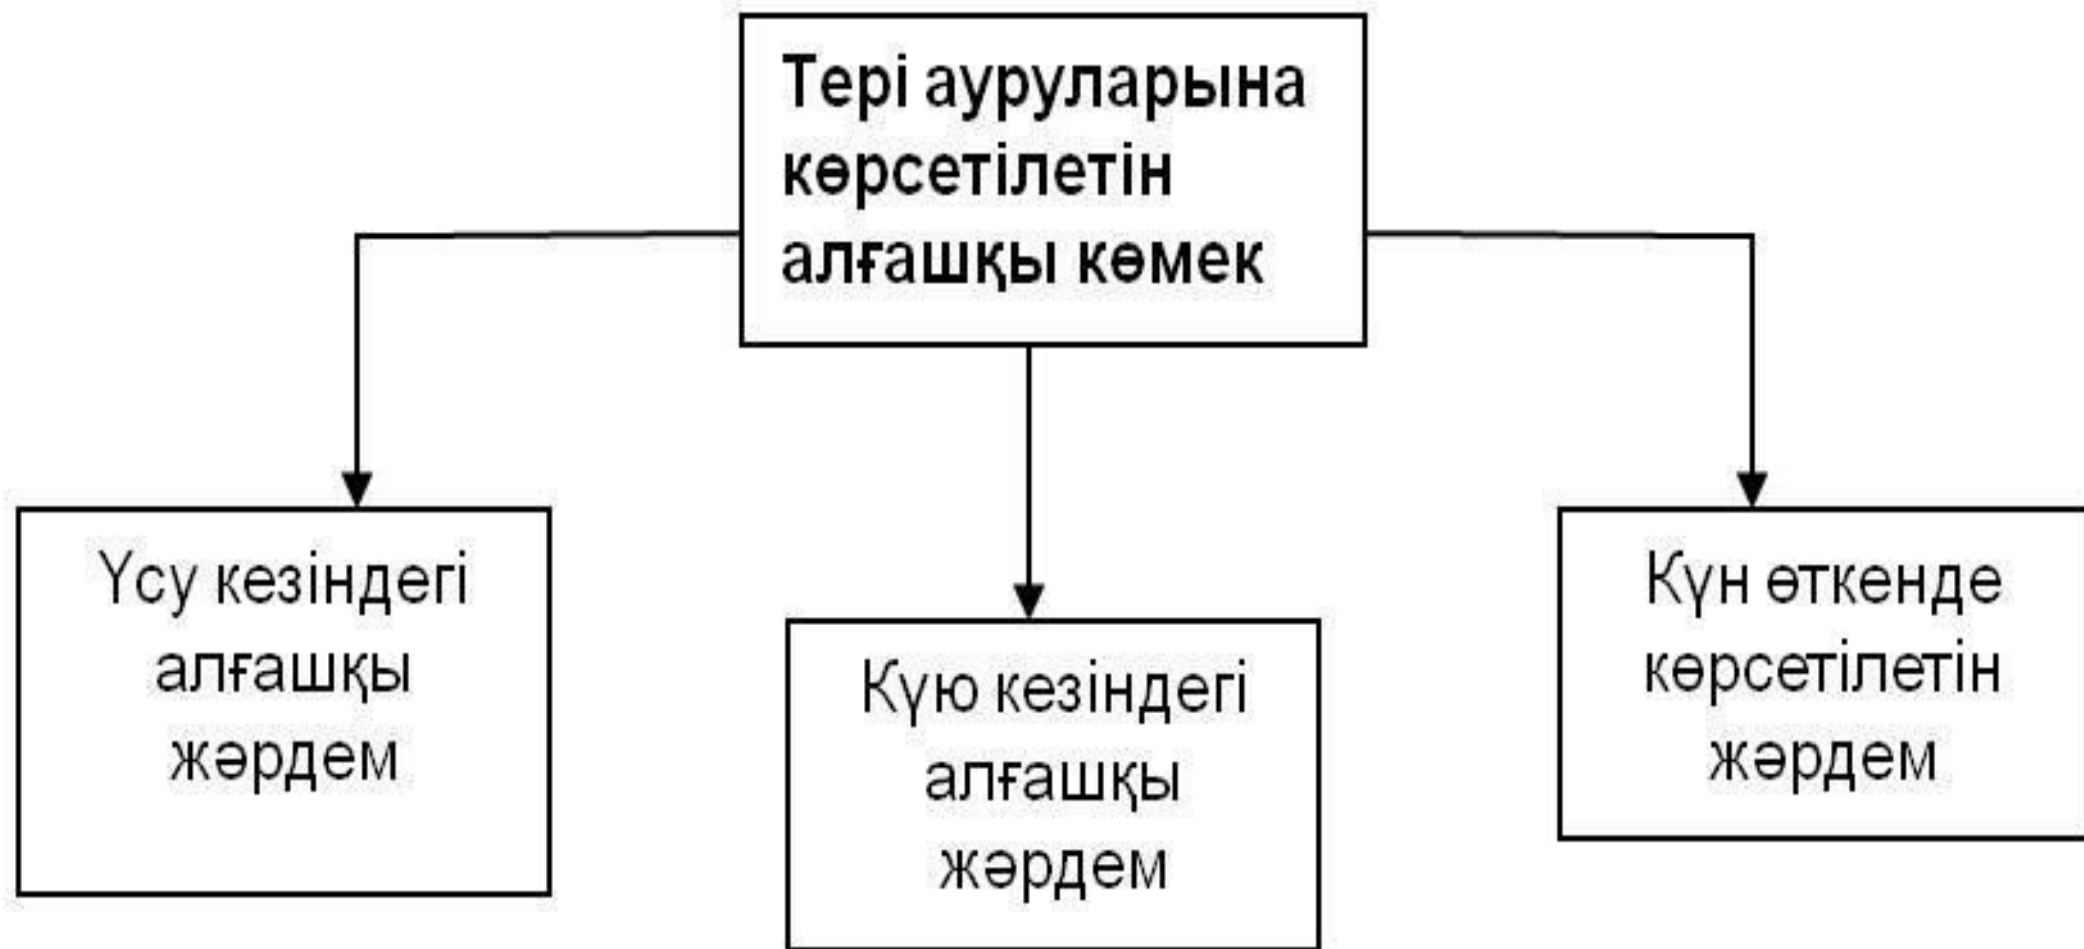 Тері ауруларына
көрсетілетін
алғашқы көмек
Үсу кезіндегі
алғашқы
жәрдем
Күю кезіндегі
алғашқы
жәрдем
Күн өткенде
көрсетілетін
жәрдем